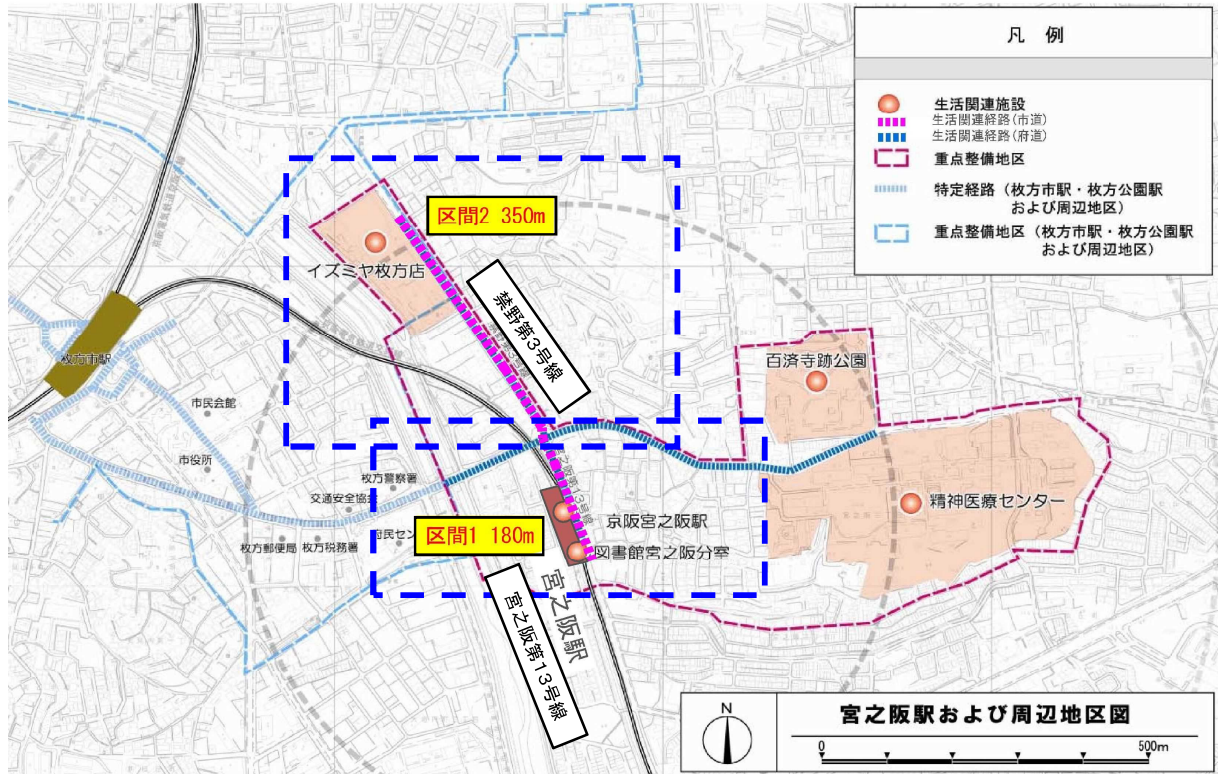 凡 例
生活関連施設
生活関連経路(市道)
生活関連経路(府道)
重点整備地区
特定経路 (枚方市駅・枚方公園駅
および周辺地区)
重点整備地区 (枚方市駅・枚方公園駅
および周辺地区)
区間2 350m
イズミヤ枚方店
禁野第3号線
枚方市駅
百済寺跡公園
市民会館
市役所
枚方警察署
交通安全協会
精神医療センター
京阪宮之阪駅
区間1 180m
枚方郵便局
枚方税務署
図書館宮之阪分室
宮之阪駅
宮之阪第13号線
N
宮之阪駅および周辺地区図
0
500m